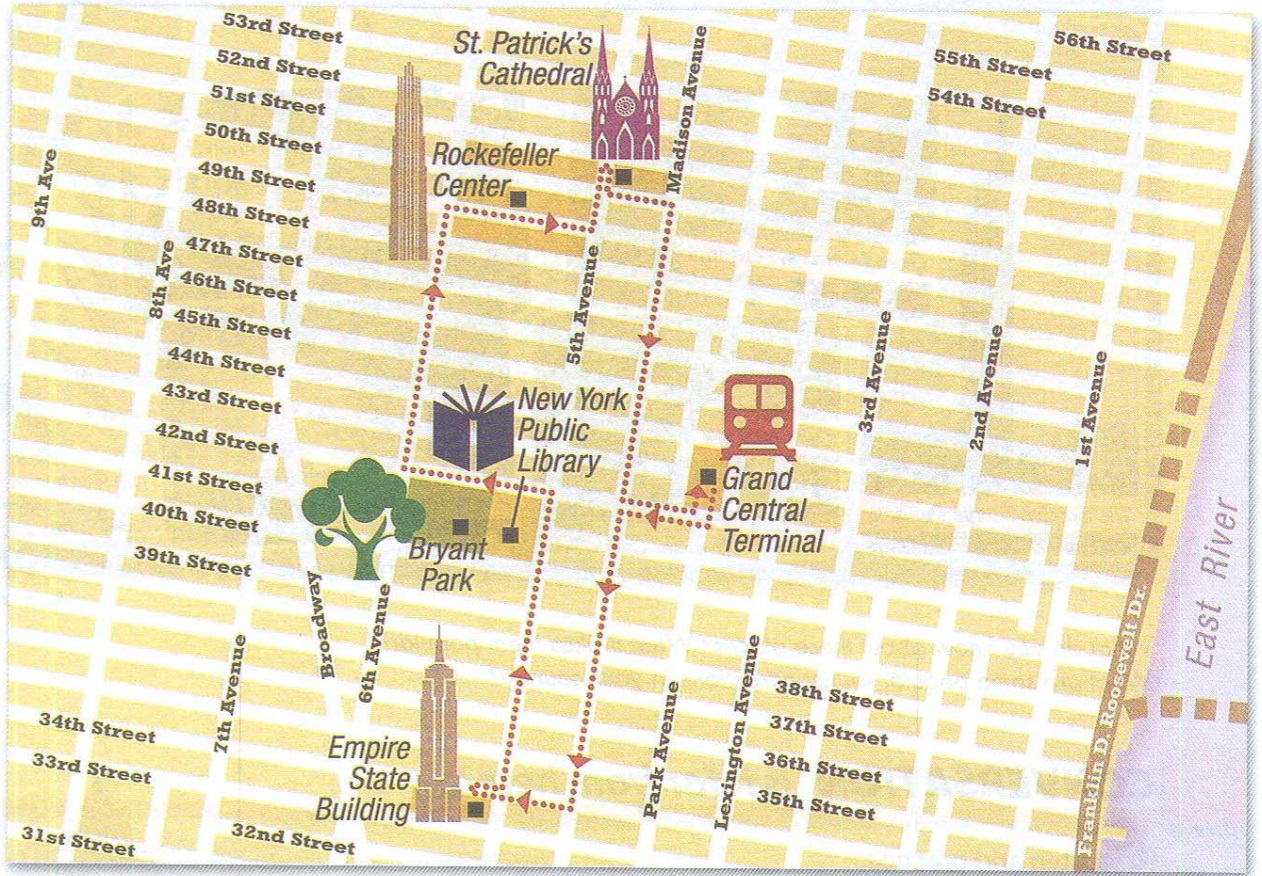 53rd Street
52nd Street
51st Street
50th Street
49th Street
48th Street
47th Street
46th Street
45th Street
44th Street
43rd Street
42nd Street
41st Street
40th Street
39th Street
34th Street
33rd Street
31st Street
32nd Street
9th Ave
8th Ave
7th Avenue
Broadway
6th Avenue
St. Patrick's
Cathedral
Rockefeller
Center
5th Avenue
Madison Avenue
New York
Public
Library
Bryant
Park
Empire
State
Building
Grand
Central
Terminal
Park Avenue
Lexington Avenue
3rd Avenue
2nd Avenue
1st Avenue
56th Street
55th Street
54th Street
38th Street
37th Street
36th Street
35th Street
Franklin D. Roosevelt Dr.
East River